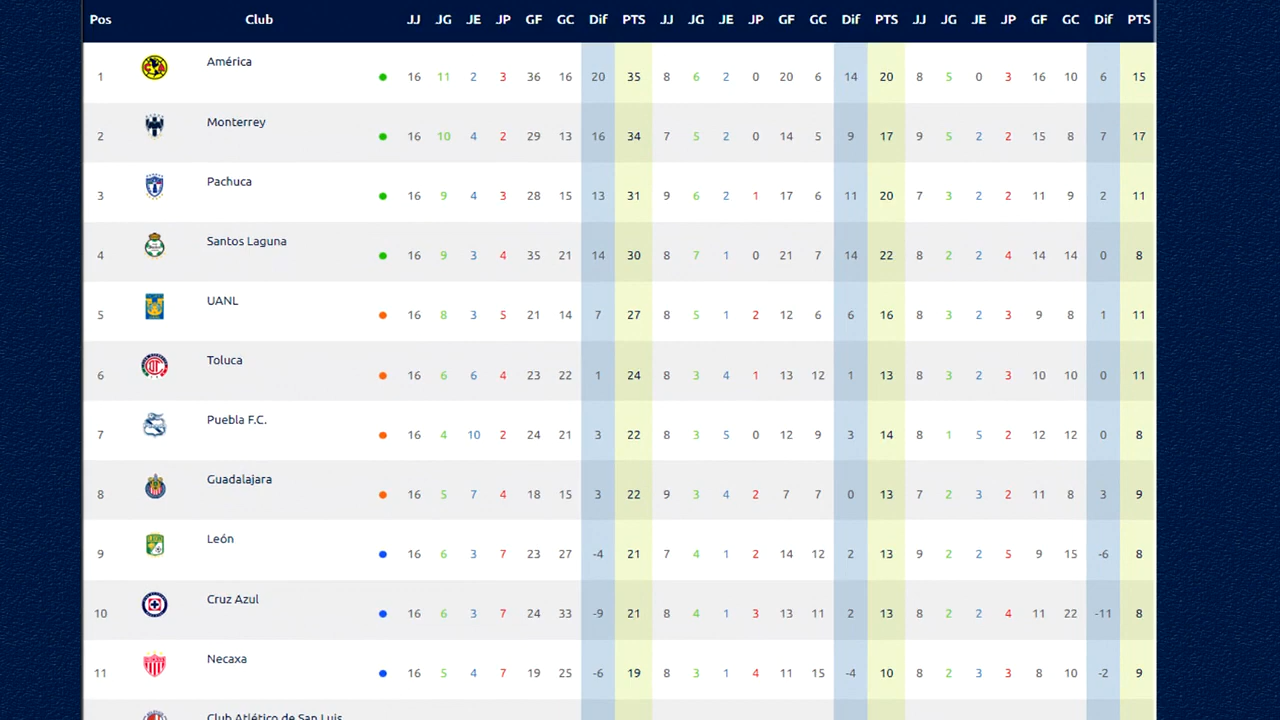 Pos Club JJ JG JE JP GF GC Dif PTS JJ JG JE JP GF GC Dif PTS JJ JG JE JP GF GC Dif PTS
1 América 16 11 2 3 36 16 20 35 8 6 2 0 20 6 14 20 8 5 0 3 16 10 6 15
2 Monterrey 16 10 4 2 29 13 16 34 7 5 2 0 14 5 9 17 9 5 2 2 15 8 7 17
3 Pachuca 16 9 4 3 28 15 13 31 9 6 2 1 17 6 11 20 7 3 2 2 11 9 2 11
4 Santos Laguna 16 9 3 4 35 21 14 30 8 7 1 0 21 7 14 22 8 2 2 4 14 14 0 8
5 UANL 16 8 3 5 21 14 7 27 8 5 1 2 12 6 6 16 8 3 2 3 9 8 1 11
6 Toluca 16 6 6 4 23 22 1 24 8 3 4 1 13 12 1 13 8 3 2 3 10 10 0 11
7 Puebla F.C. 16 4 10 2 24 21 3 22 8 3 5 0 12 9 3 14 8 1 5 2 12 12 0 8
8 Guadalajara 16 5 7 4 18 15 3 22 9 3 4 2 7 7 0 13 7 2 3 2 11 8 3 9
9 León 16 6 3 7 23 27 -4 21 7 4 1 2 14 12 2 13 9 2 2 5 9 15 -6 8
10 Cruz Azul 16 6 3 7 24 33 -9 21 8 4 1 3 13 11 2 13 8 2 2 4 11 22 -11 8
11 Necaxa 16 5 4 7 19 25 -6 19 8 3 1 4 11 15 -4 10 8 2 3 3 8 10 -2 9
Club Atlético de San Luis